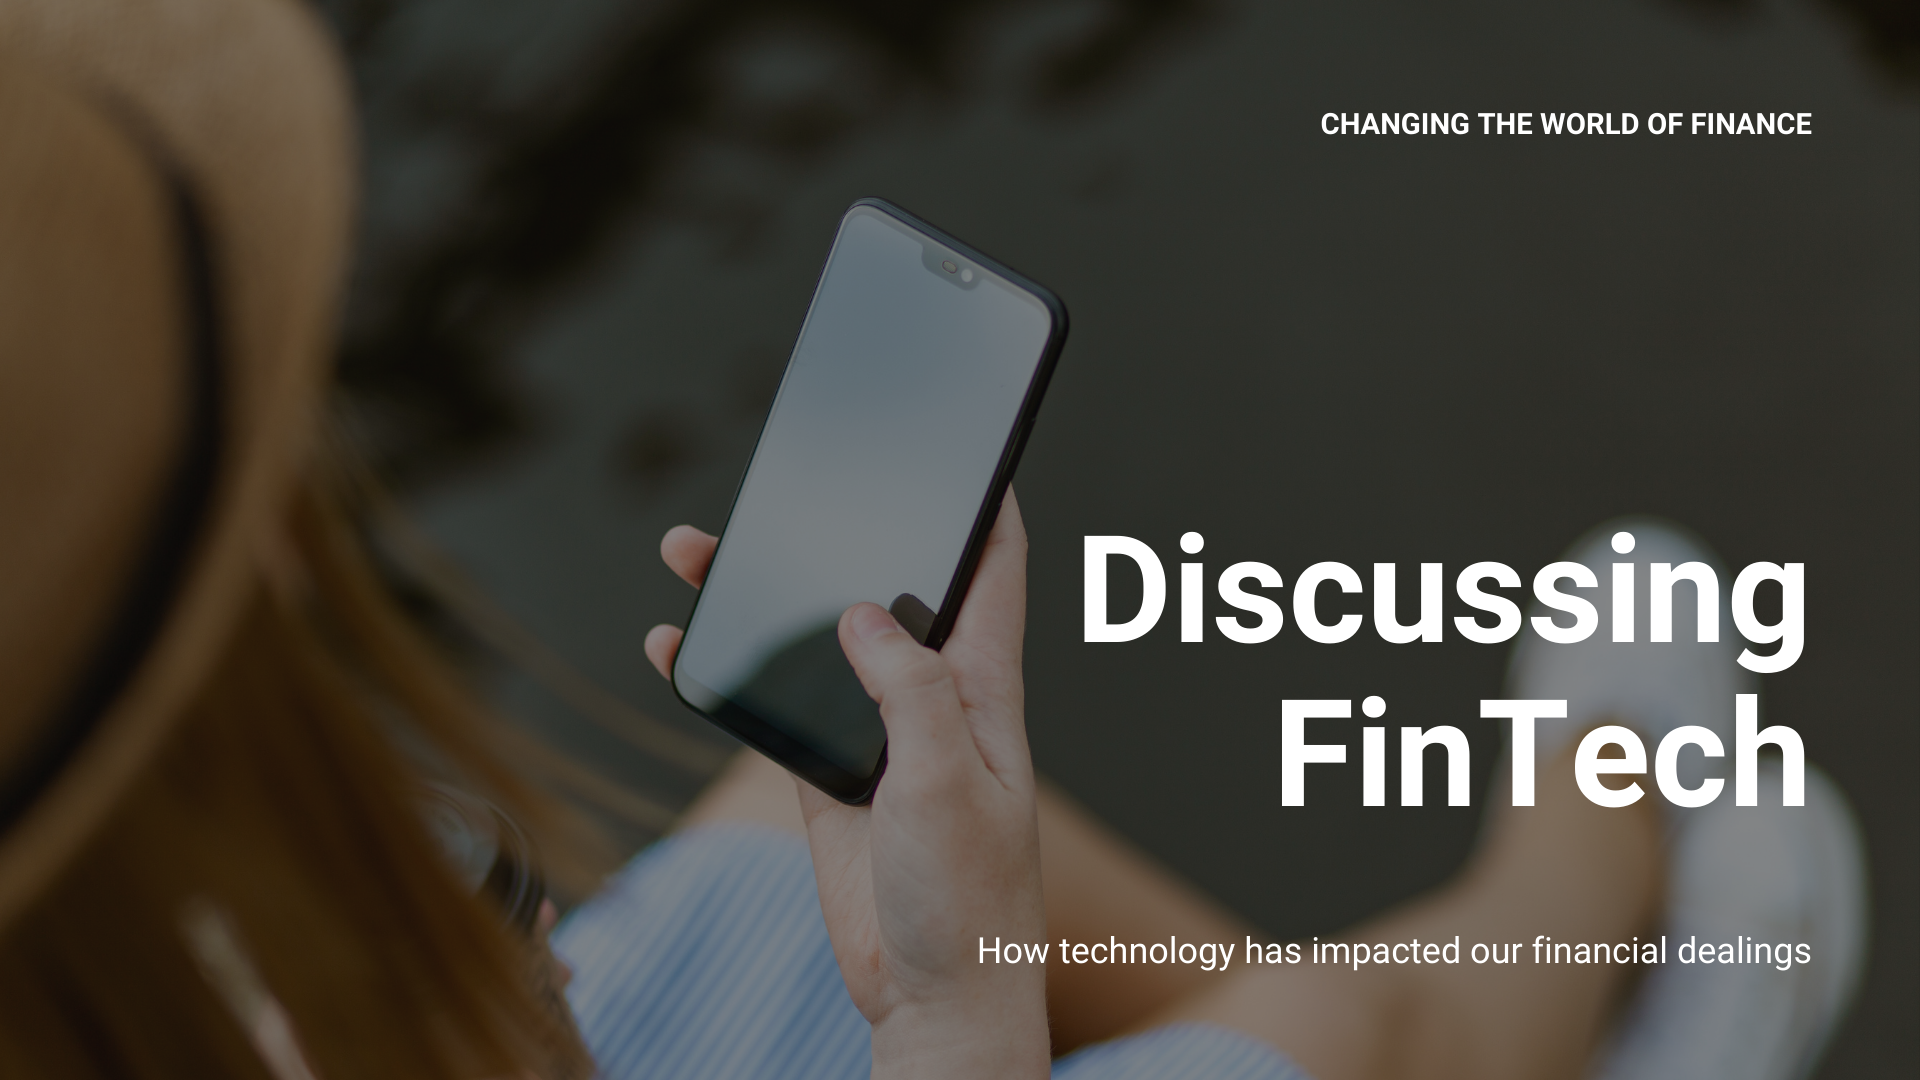 CHANGING THE WORLD OF FINANCE
Discussing
FinTech
How technology has impacted our financial dealings